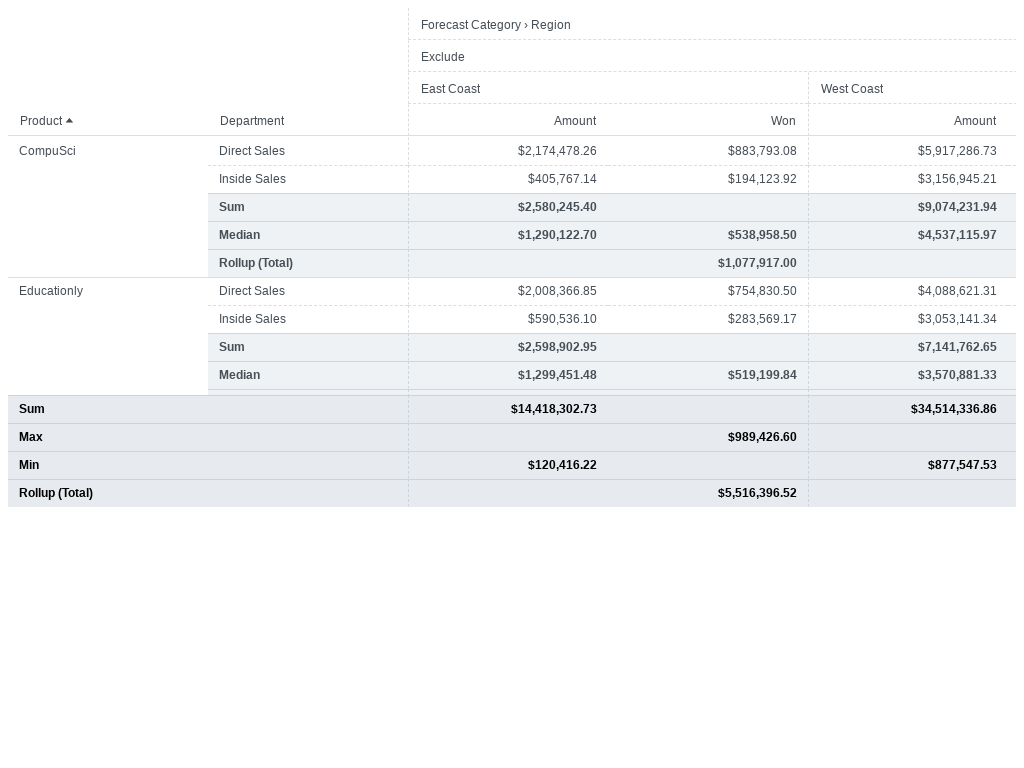 Forecast Category › Region
Exclude
East Coast West Coast
Product Department Amount Won Amount
CompuSci Direct Sales $2,174,478.26 $883,793.08 $5,917,286.73
Inside Sales $405,767.14 $194,123.92 $3,156,945.21
Sum $2,580,245.40 $9,074,231.94
Median $1,290,122.70 $538,958.50 $4,537,115.97
Rollup (Total) $1,077,917.00
Educationly Direct Sales $2,008,366.85 $754,830.50 $4,088,621.31
Inside Sales $590,536.10 $283,569.17 $3,053,141.34
Sum $2,598,902.95 $7,141,762.65
Median $1,299,451.48 $519,199.84 $3,570,881.33
Sum $14,418,302.73 $34,514,336.86
Max $989,426.60
Min $120,416.22 $877,547.53
Rollup (Total) $5,516,396.52